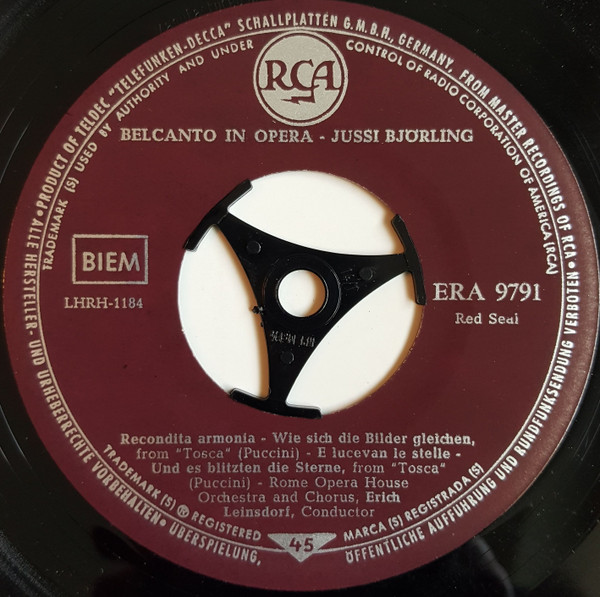 PRODUCT OF TELDEC "TELEFUNKEN-DECCA" SCHALLPLATTEN G.M.B.H., GERMANY, FROM MASTER RECORDINGS OF RCA •
TRADEMARK (S) USED BY AUTHORITY AND UNDER CONTROL OF RADIO CORPORATION OF AMERICA (RCA)
RCA
BELCANTO IN OPERA - JUSSI BJÖRLING
BIEM
LHRH-1184
ERA 9791
Red Seal
Recondita armonia - Wie sich die Bilder gleichen,
from "Tosca" (Puccini) - E lucevan le stelle -
Und es blitzten die Sterne, from "Tosca"
(Puccini) - Rome Opera House
Orchestra and Chorus, Erich
Leinsdorf, Conductor
TRADEMARK (S) ® REGISTERED
MARCA (S) REGISTRADA (S)
45
• ALLE HERSTELLER- UND URHEBERRECHTE VORBEHALTEN • ÜBERSPIELUNG, ÖFFENTLICHE AUFFÜHRUNG UND RUNDFUNKSENDUNG VERBOTEN •